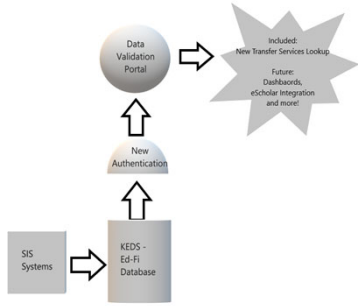 Data
Validation
Portal
Included:
New Transfer Services Lookup
Future:
Dashbaords,
eScholar Integration
and more!
New
Authentication
SIS
Systems
KEDS -
Ed-Fi
Database